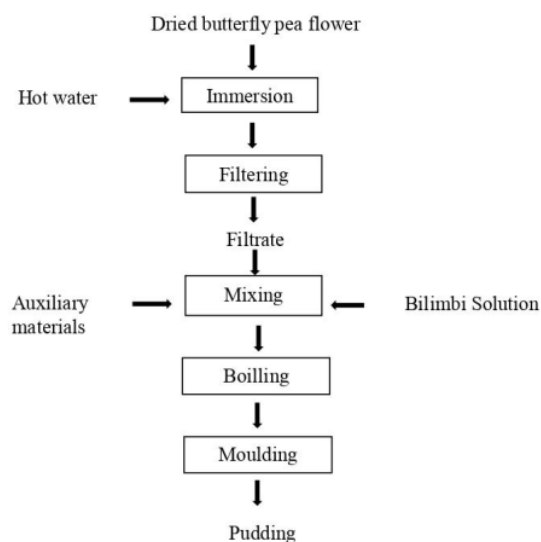 Dried butterfly pea flower
Hot water
Immersion
Filtering
Filtrate
Auxiliary
materials
Mixing
Bilimbi Solution
Boilling
Moulding
Pudding